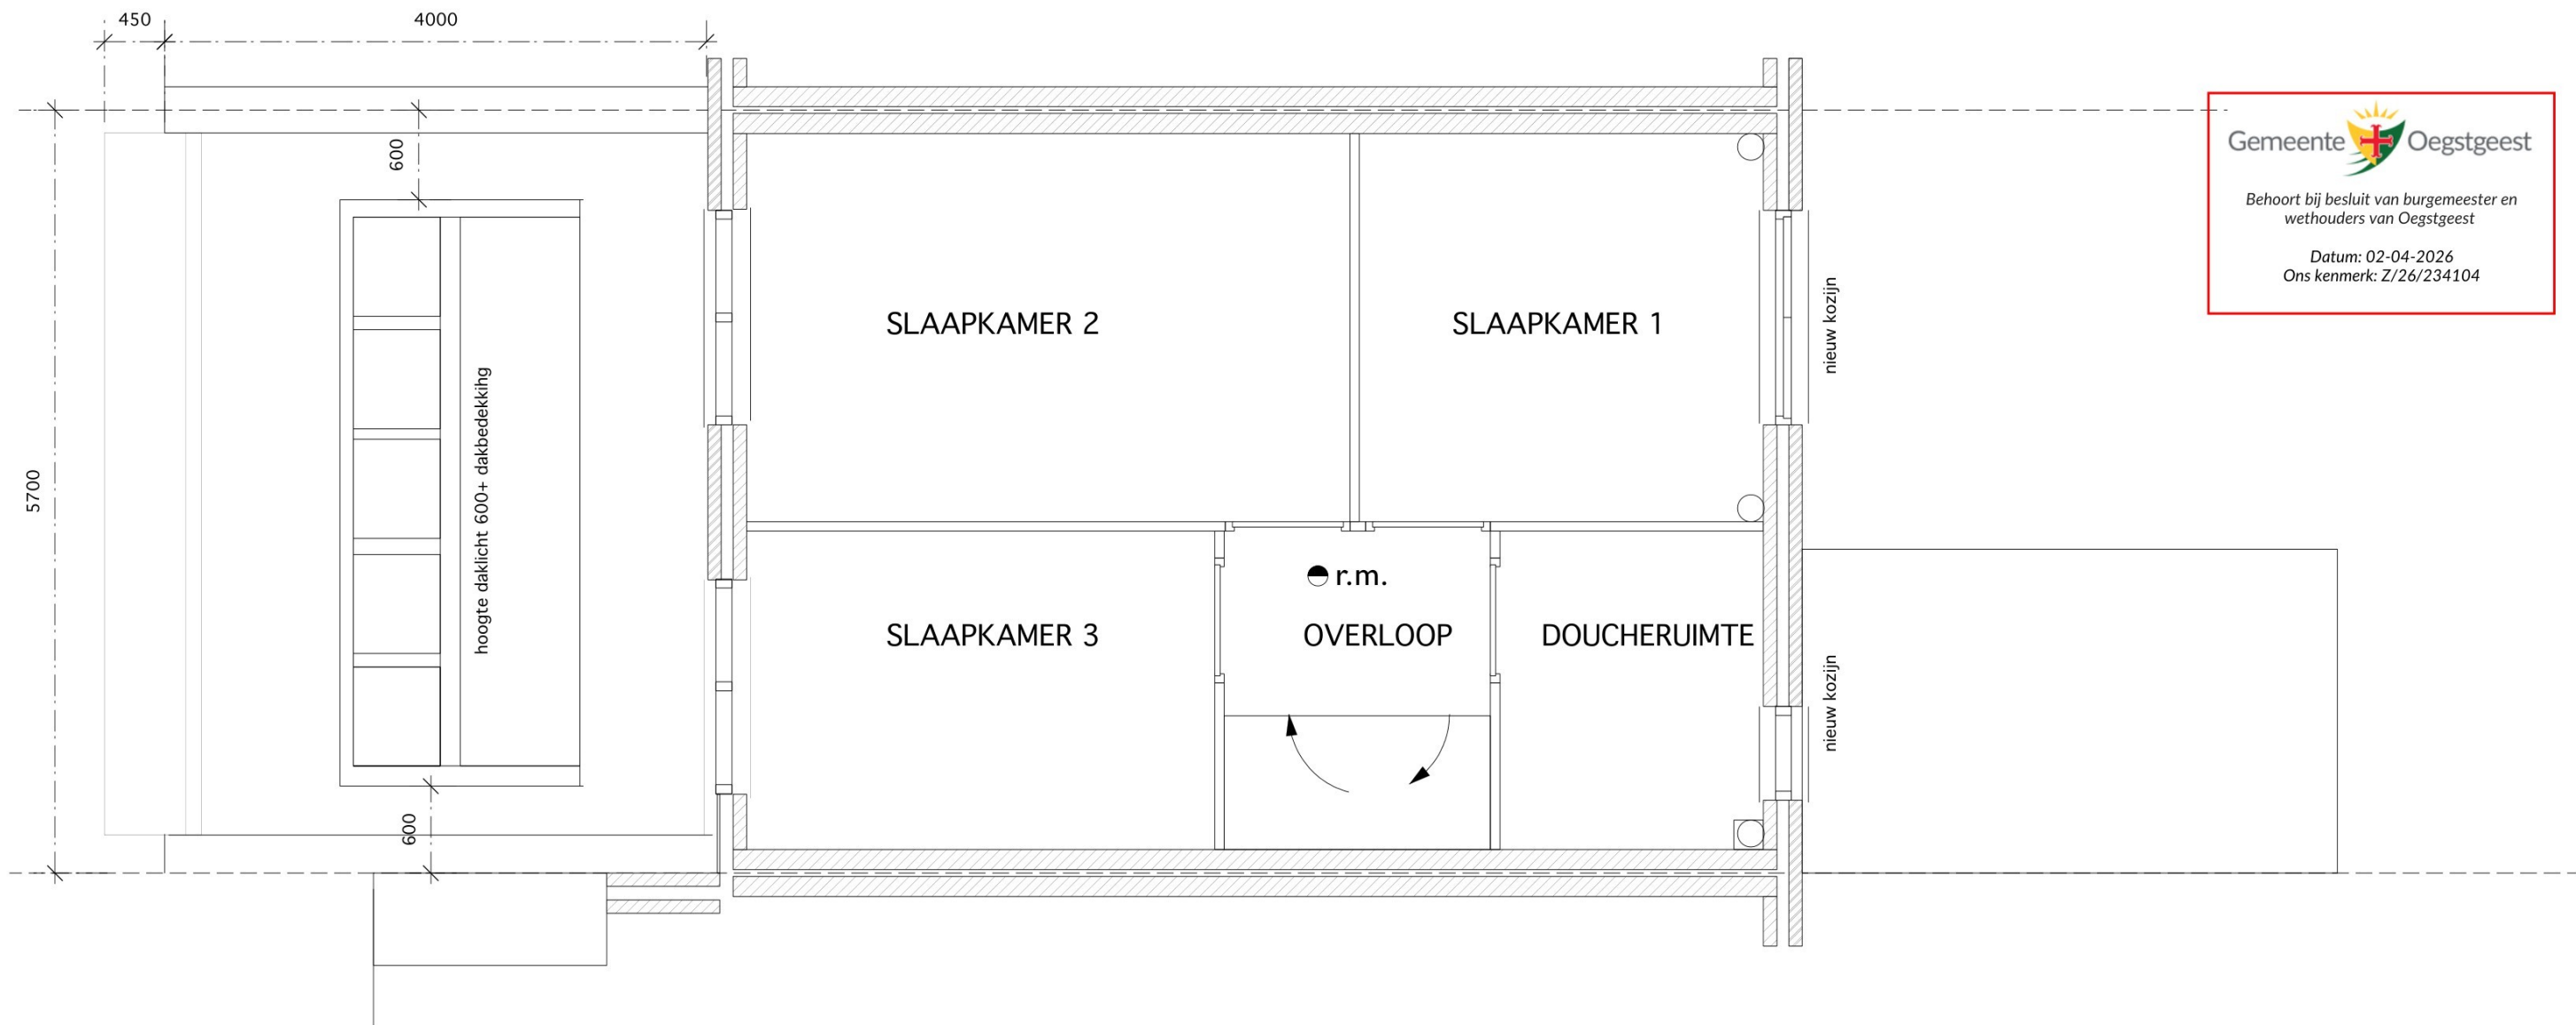 450
4000
600
5700
hoogte daklicht 600+ dakbedekkihg
600
SLAAPKAMER 2
SLAAPKAMER 1
SLAAPKAMER 3
r.m.
OVERLOOP
DOUCHERUIMTE
nieuw kozijn
nieuw kozijn
Gemeente Oegstgeest
Behoort bij besluit van burgemeester en
wethouders van Oegstgeest
Datum: 02-04-2026
Ons kenmerk: Z/26/234104